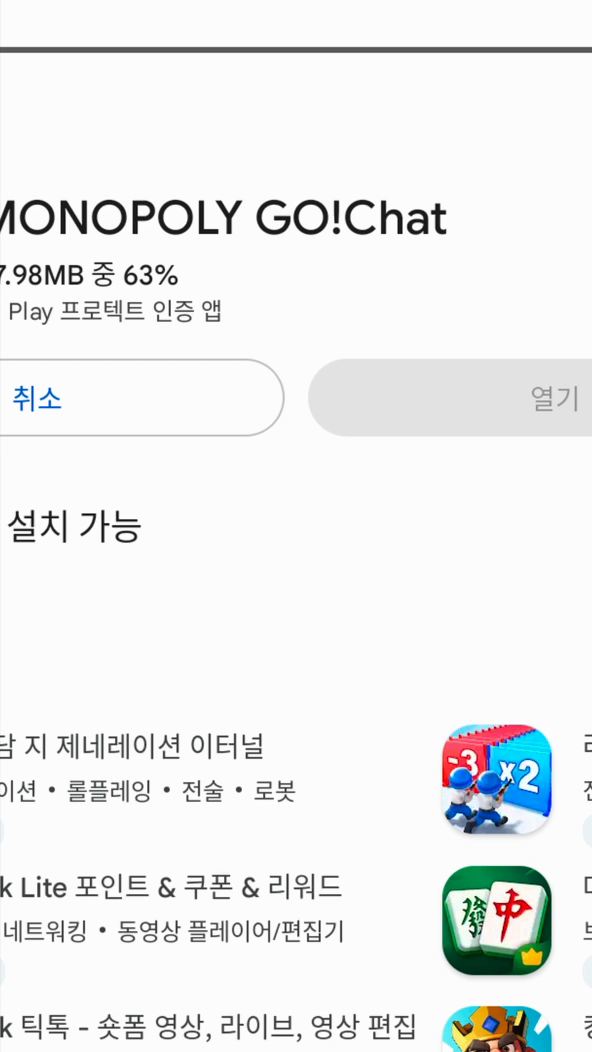 MONOPOLY GO!Chat
7.98MB 중 63%
Play 프로텍트 인증 앱
취소
열기
설치 가능
담 지 제네레이션 이터널
이션 • 롤플레잉 • 전술 • 로봇
-3
x2
k Lite 포인트 & 쿠폰 & 리워드
네트워킹 • 동영상 플레이어/편집기
發
中
k 틱톡 - 숏폼 영상, 라이브, 영상 편집